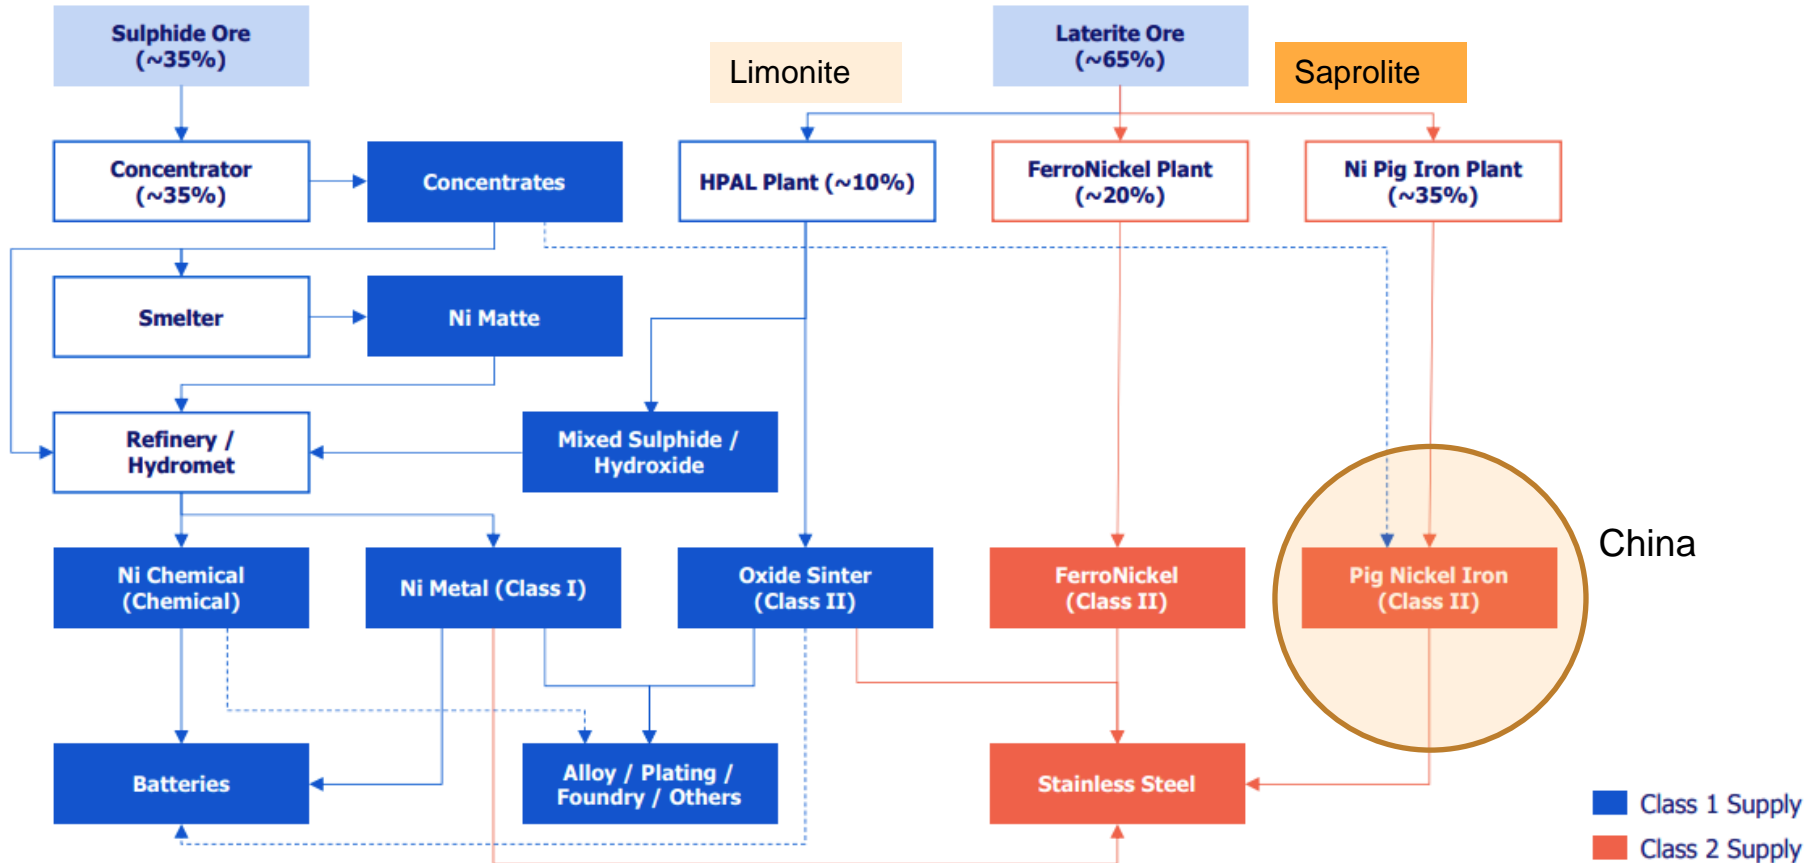 Sulphide Ore
(~35%)
Limonite
Laterite Ore
(~65%)
Saprolite
Concentrator
(~35%)
Concentrates
HPAL Plant (~10%)
FerroNickel Plant
(~20%)
Ni Pig Iron Plant
(~35%)
Smelter
Ni Matte
Refinery /
Hydromet
Mixed Sulphide /
Hydroxide
China
Ni Chemical
(Chemical)
Ni Metal (Class I)
Oxide Sinter
(Class II)
FerroNickel
(Class II)
Pig Nickel Iron
(Class II)
Batteries
Alloy / Plating /
Foundry / Others
Stainless Steel
Class 1 Supply
Class 2 Supply